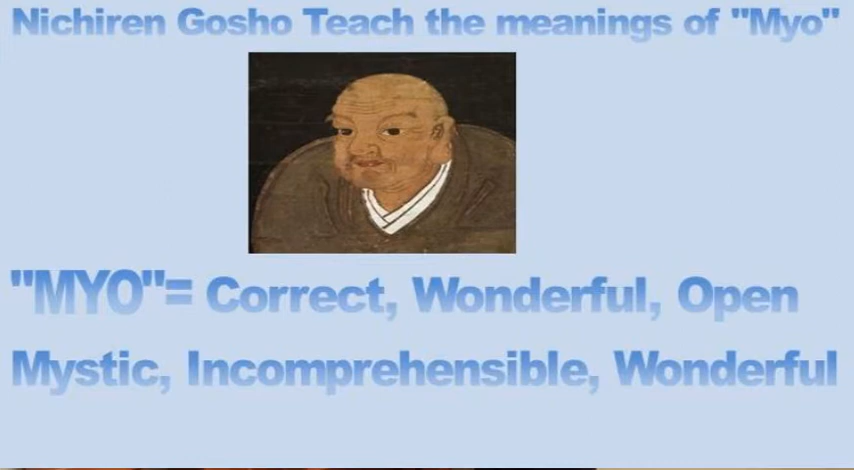 Nichiren Gosho Teach the meanings of "Myo"
"MYO"= Correct, Wonderful, Open
Mystic, Incomprehensible, Wonderful